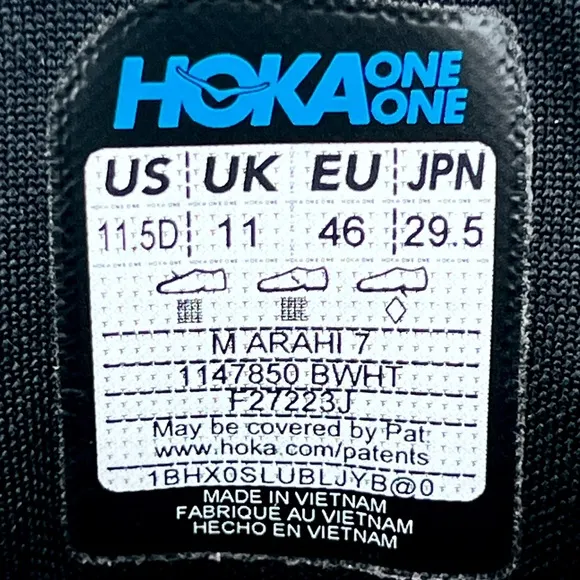 HOKA ONE ONE
US UK EU JPN
11.5D 11 46 29.5
M ARAHI 7
1147850 BWHT
F27223J
May be covered by Pat.
www.hoka.com/patents
1BHX0SLUBLJYB@0
MADE IN VIETNAM
FABRIQUÉ AU VIETNAM
HECHO EN VIETNAM